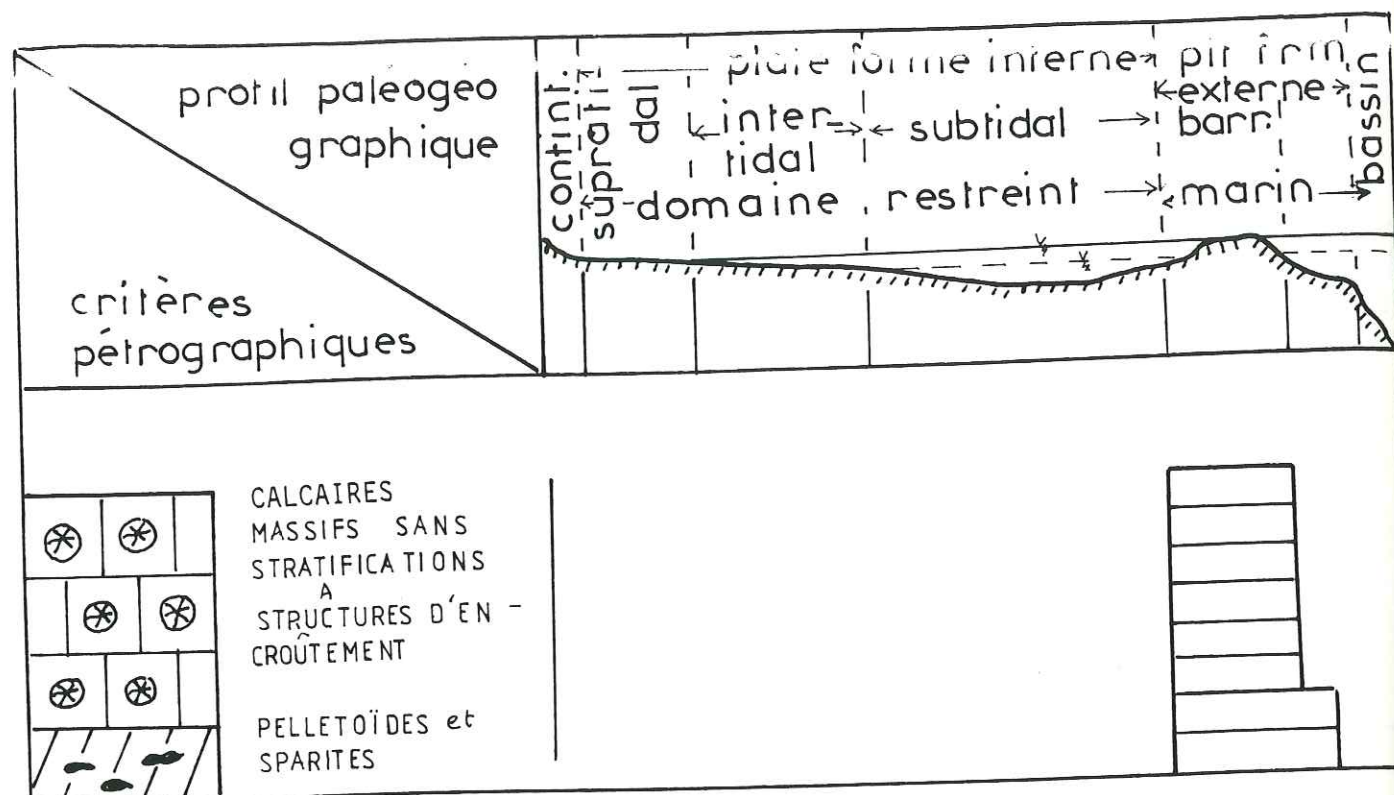 profil paléogéo
graphique
critères
pétrographiques
contint.
supratidal
plate forme interne
inter-
tidal
subtidal
domaine restreint
externe
barr.
marin
bassin
CALCAIRES
MASSIFS SANS
STRATIFICATIONS
A
STRUCTURES D'EN -
CROÛTEMENT
PELLETOÏDES et
SPARITES